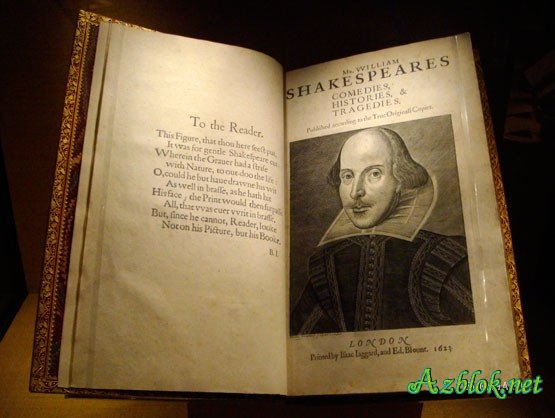 To the Reader.
This Figure, that thou here seest put,
It was for gentle Shakespeare cut;
Wherein the Grauer had a strife
with Nature, to out-doo the life:
O, could he but haue drawne his wit
As well in brasse, as he hath hit
His face; the Print would then surpasse
All, that vvas euer vvrit in brasse.
But, since he cannot, Reader, looke
Not on his Picture, but his Booke.
B. I.
Mr. WILLIAM
SHAKESPEARES
COMEDIES,
HISTORIES, &
TRAGEDIES.
Published according to the True Originall Copies.
LONDON
Printed by Isaac Iaggard, and Ed. Blount. 1623
Azblok.net